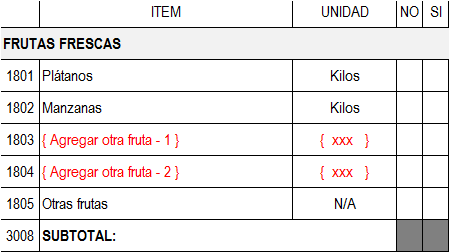 ITEM UNIDAD NO SI
FRUTAS FRESCAS
1801 Plátanos Kilos
1802 Manzanas Kilos
1803 { Agregar otra fruta - 1 } { xxx }
1804 { Agregar otra fruta - 2 } { xxx }
1805 Otras frutas N/A
3008 SUBTOTAL: